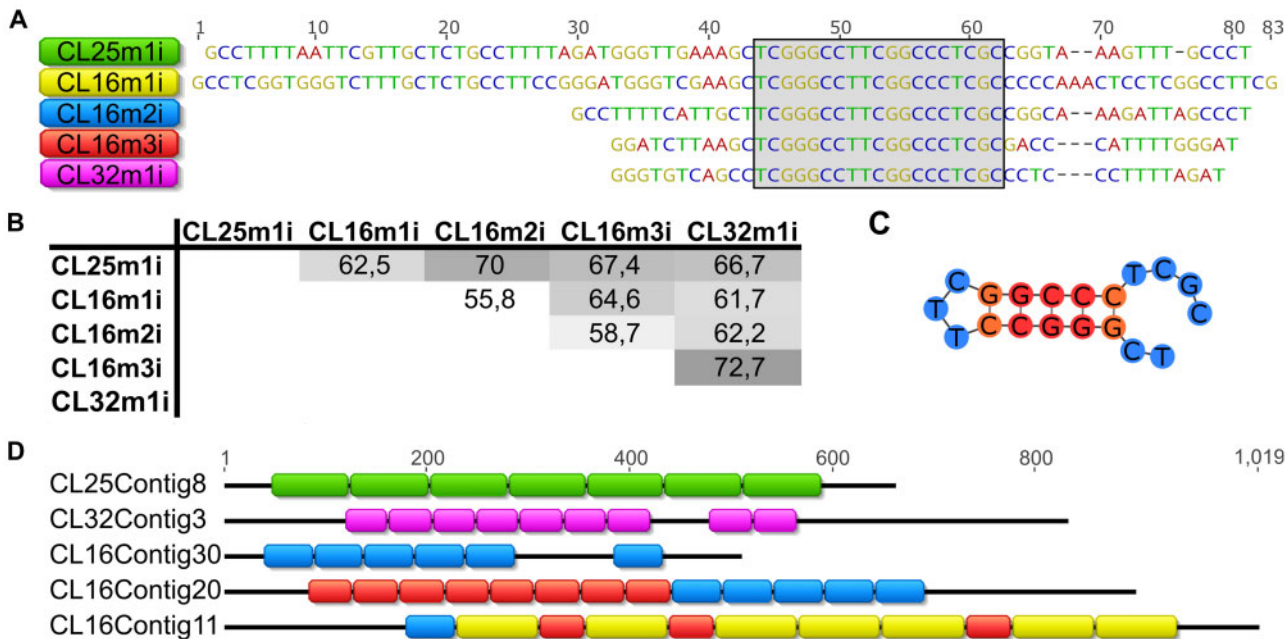 A 1 10 20 30 40 50 60 70 80 83
CL25m1i GCCTTTTAATTCGTTGCTCTGCCTTTTAGATGGGTTGAAAGCTCGGGCCTTCGGCCCTCGCCGGTA--AAGTTT-GCCCT
CL16m1i GCCTCGGTGGGTCTTTGCTCTGCCTTCCGGGATGGGTCGAAGCTCGGGCCTTCGGCCCTCGCCCCCAAACTCCTCGGCCTTCG
CL16m2i GCCTTTTCATTGCTTCGGGCCTTCGGCCCTCGCCGGCA--AAGATTAGCCCT
CL16m3i GGATCTTAAGCTCGGGCCTTCGGCCCTCGCGACC---CATTTTGGGAT
CL32m1i GGGTGTCAGCCTCGGGCCTTCGGCCCTCGCCCTC---CCTTTTAGAT
B CL25m1i CL16m1i CL16m2i CL16m3i CL32m1i
CL25m1i 62,5 70 67,4 66,7
CL16m1i 55,8 64,6 61,7
CL16m2i 58,7 62,2
CL16m3i 72,7
CL32m1i
C
C G G C C C T C G C
T
T C C G G G C T
D 1 200 400 600 800 1,019
CL25Contig8
CL32Contig3
CL16Contig30
CL16Contig20
CL16Contig11